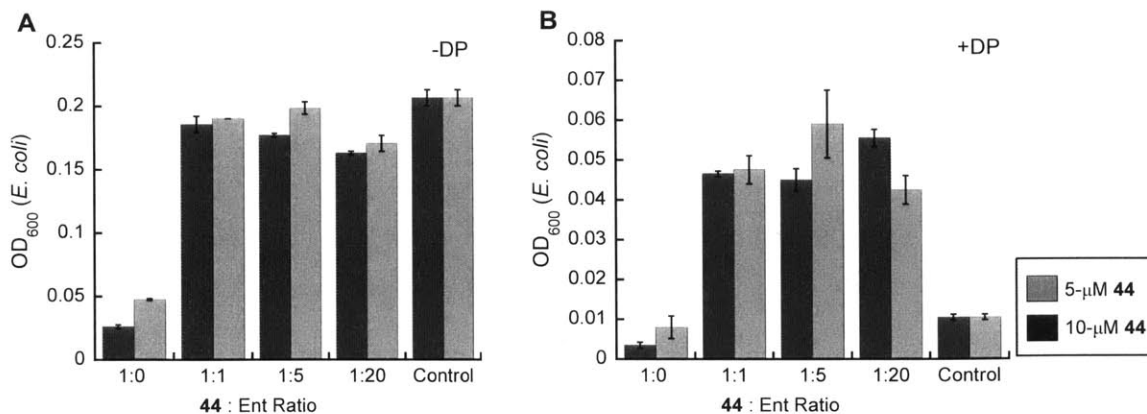 A
-DP
0.25
0.2
0.15
0.1
0.05
0
OD600 (E. coli)
1:0 1:1 1:5 1:20 Control
44 : Ent Ratio
B
+DP
0.08
0.07
0.06
0.05
0.04
0.03
0.02
0.01
0
OD600 (E. coli)
1:0 1:1 1:5 1:20 Control
44 : Ent Ratio
5-μM 44
10-μM 44